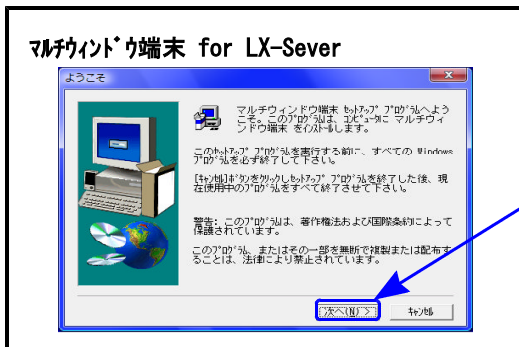 ﾏﾙﾁｳｨﾝﾄﾞｳ端末 for LX-Sever
ようこそ
マルチウィンドウ端末 ｾｯﾄｱｯﾌﾟ ﾌﾟﾛｸﾞﾗﾑへよう
こそ。このﾌﾟﾛｸﾞﾗﾑは、ｺﾝﾋﾟｭｰﾀに マルチウィ
ンドウ端末 をｲﾝｽﾄｰﾙします。
このｾｯﾄｱｯﾌﾟ ﾌﾟﾛｸﾞﾗﾑを実行する前に、すべての Windows
ﾌﾟﾛｸﾞﾗﾑを必ず終了して下さい。
[ｷｬﾝｾﾙ]ﾎﾞﾀﾝをｸﾘｯｸしｾｯﾄｱｯﾌﾟ ﾌﾟﾛｸﾞﾗﾑを終了した後、現
在使用中のﾌﾟﾛｸﾞﾗﾑをすべて終了させて下さい。
警告: このﾌﾟﾛｸﾞﾗﾑは、著作権法および国際条約によって
保護されています。
このﾌﾟﾛｸﾞﾗﾑ、またはその一部を無断で複製または配布す
ることは、法律により禁止されています。
次へ(N) >
ｷｬﾝｾﾙ